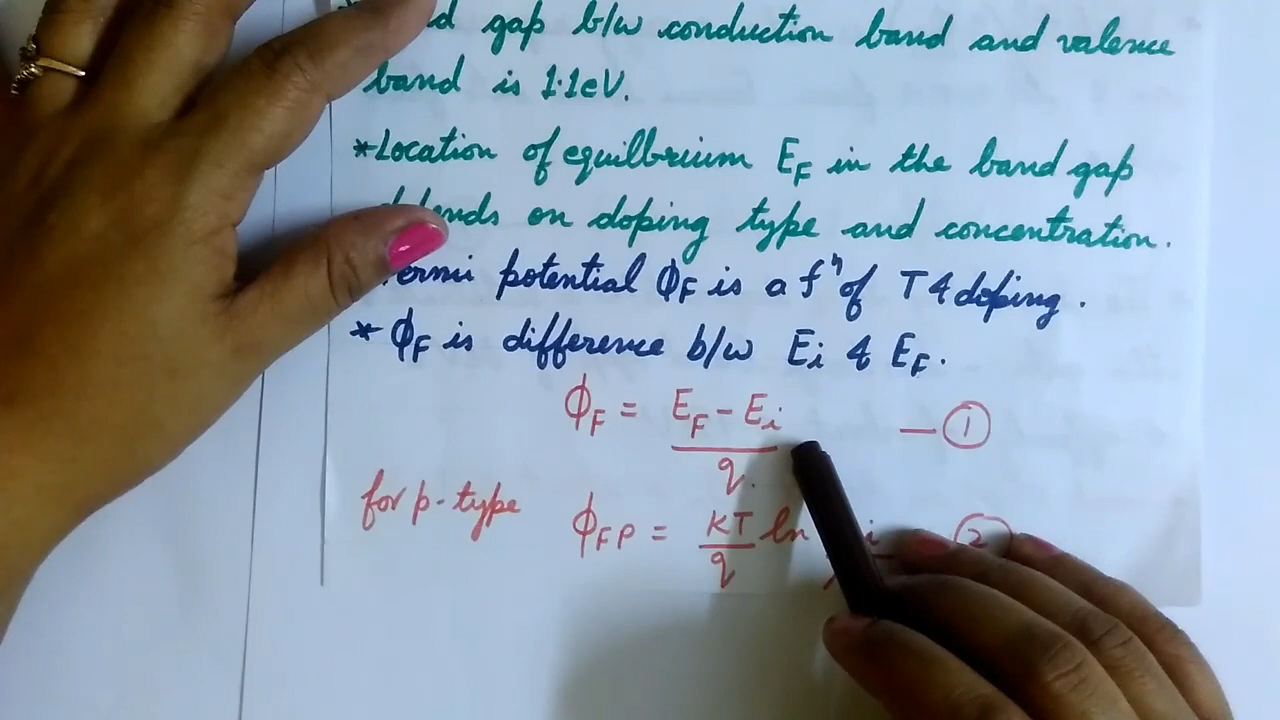 gap b/w conduction band and valence
band is 1.1eV.
*Location of equilbrium E_F in the band gap
on doping type and concentration.
potential ϕ_F is a fⁿ of T & doping.
* ϕ_F is difference b/w E_i & E_F.
ϕ_F = E_F - E_i / q. — ①
for p-type ϕ_FP = KT / q ln i ②